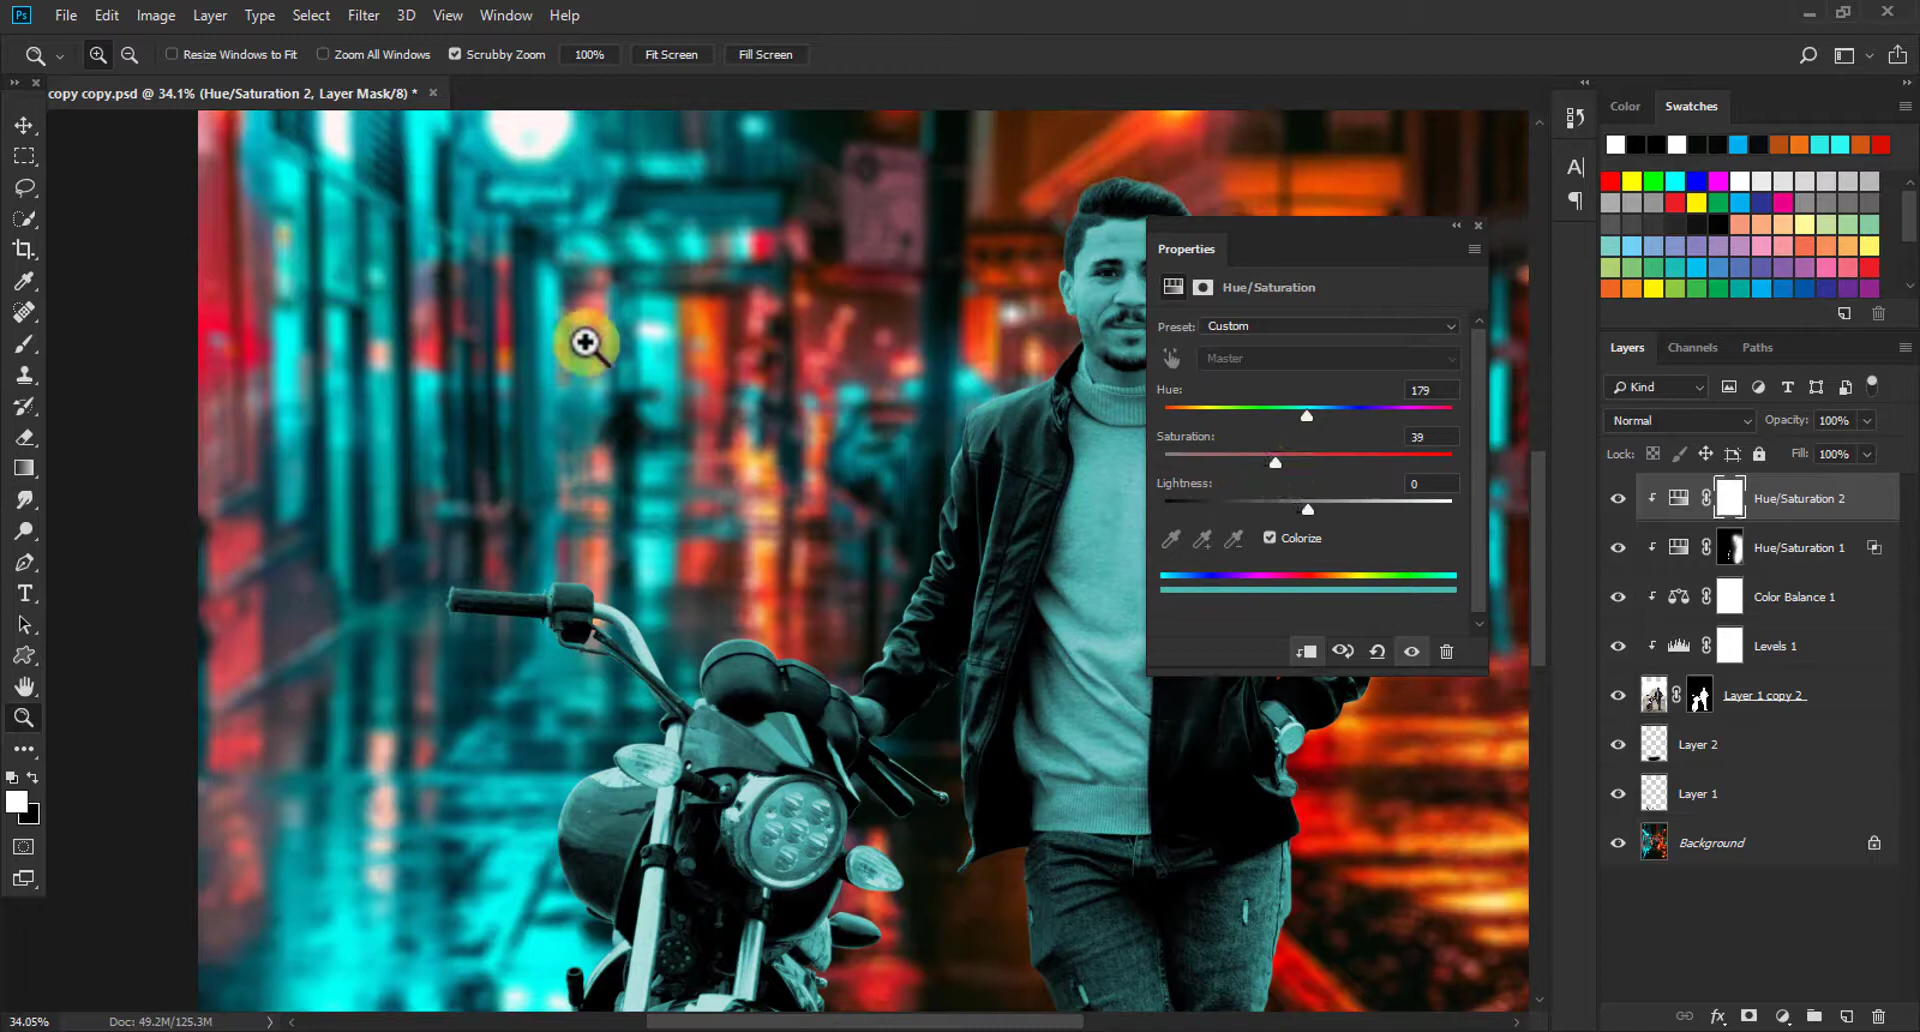 Ps File Edit Image Layer Type Select Filter 3D View Window Help
Resize Windows to Fit Zoom All Windows Scrubby Zoom 100% Fit Screen Fill Screen
copy copy.psd @ 34.1% (Hue/Saturation 2, Layer Mask/8) *
Color Swatches
Properties
Hue/Saturation
Preset: Custom
Master
Hue: 179
Saturation: 39
Lightness: 0
Colorize
Layers Channels Paths
Kind
Normal Opacity: 100%
Lock: Fill: 100%
Hue/Saturation 2
Hue/Saturation 1
Color Balance 1
Levels 1
Layer 1 copy 2
Layer 2
Layer 1
Background
34.05% Doc: 49.2M/125.3M